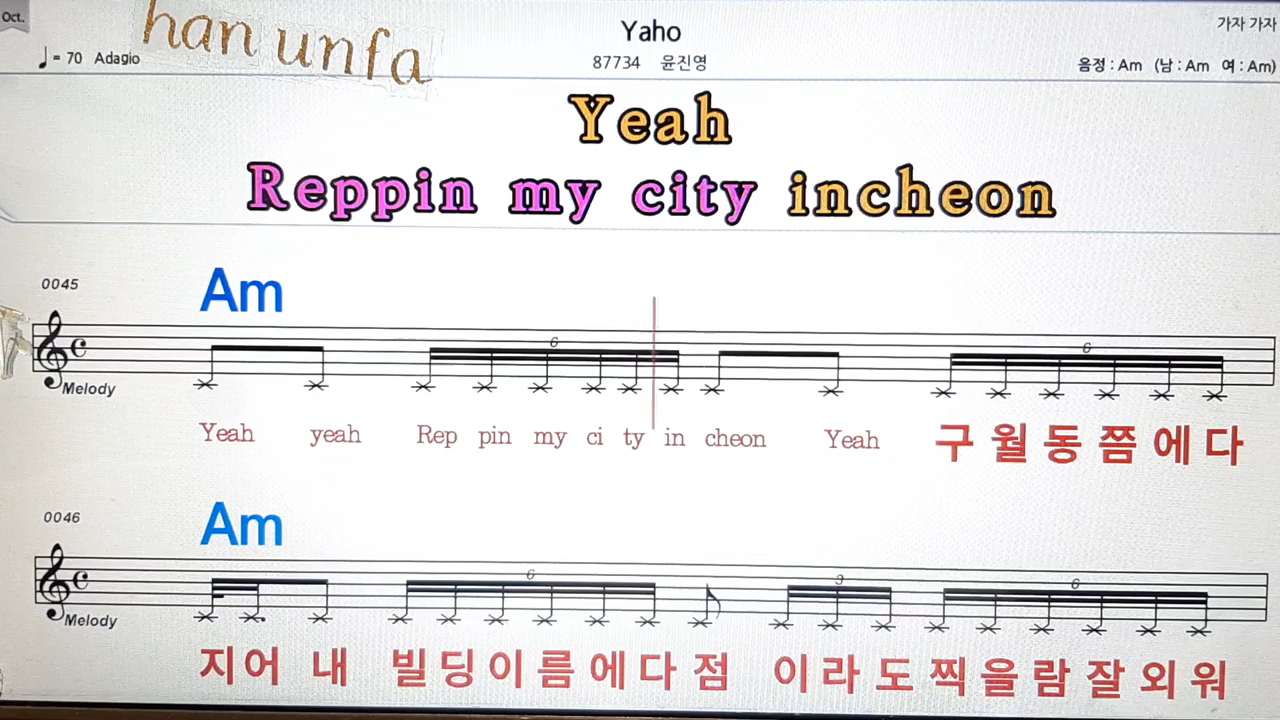 Oct.
han unfa
Yaho
가자 가자
♩ = 70 Adagio
87734 윤진영
음정 : Am (남 : Am 여 : Am)
Yeah
Reppin my city incheon
0045
Am
6
6
Melody
Yeah yeah Rep pin my ci ty in cheon Yeah 구 월 동 쯤 에 다
0046
Am
6
3
6
Melody
지 어 내 빌 딩 이 름 에 다 점 이 라 도 찍 을 람 잘 외 워